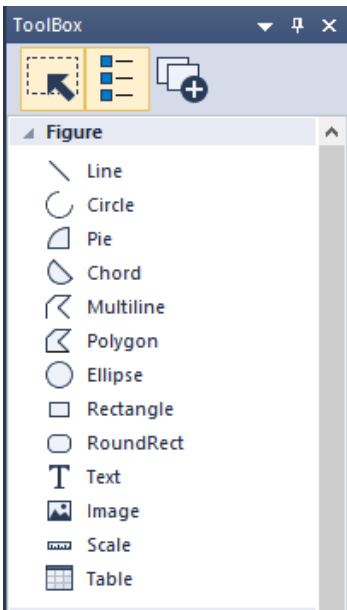 ToolBox
Figure
Line
Circle
Pie
Chord
Multiline
Polygon
Ellipse
Rectangle
RoundRect
Text
Image
Scale
Table